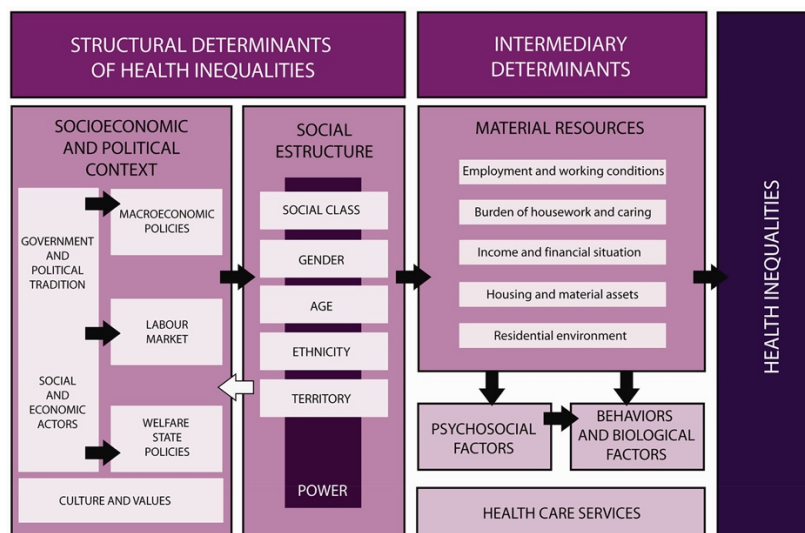 STRUCTURAL DETERMINANTS
OF HEALTH INEQUALITIES
INTERMEDIARY
DETERMINANTS
SOCIOECONOMIC
AND POLITICAL
CONTEXT
GOVERNMENT
AND
POLITICAL
TRADITION
SOCIAL
AND
ECONOMIC
ACTORS
MACROECONOMIC
POLICIES
LABOUR
MARKET
WELFARE
STATE
POLICIES
CULTURE AND VALUES
SOCIAL
ESTRUCTURE
SOCIAL CLASS
GENDER
AGE
ETHNICITY
TERRITORY
POWER
MATERIAL RESOURCES
Employment and working conditions
Burden of housework and caring
Income and financial situation
Housing and material assets
Residential environment
PSYCHOSOCIAL
FACTORS
BEHAVIORS
AND BIOLOGICAL
FACTORS
HEALTH CARE SERVICES
HEALTH INEQUALITIES